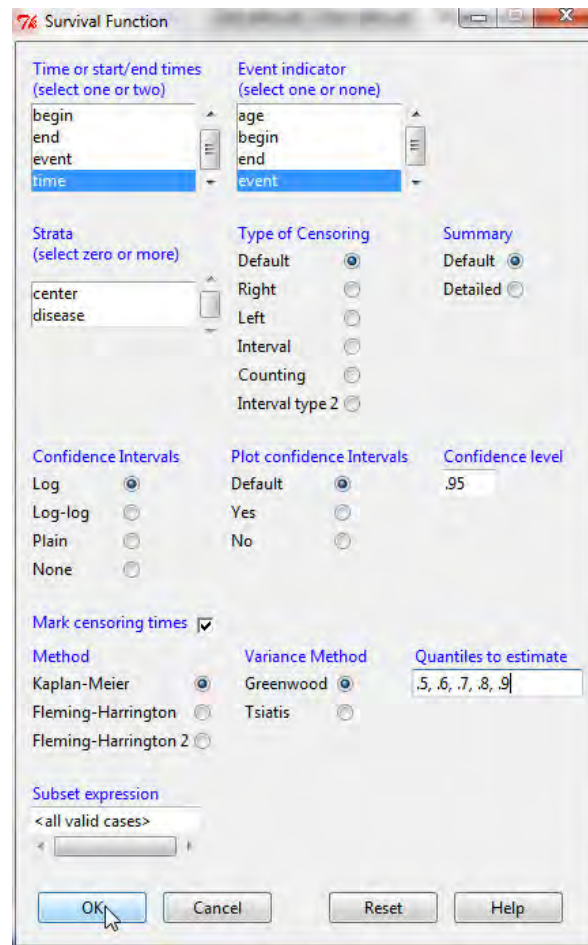 Survival Function
Time or start/end times
(select one or two)
begin
end
event
time
Event indicator
(select one or none)
age
begin
end
event
Strata
(select zero or more)
center
disease
Type of Censoring
Default
Right
Left
Interval
Counting
Interval type 2
Summary
Default
Detailed
Confidence Intervals
Log
Log-log
Plain
None
Plot confidence Intervals
Default
Yes
No
Confidence level
.95
Mark censoring times
Method
Kaplan-Meier
Fleming-Harrington
Fleming-Harrington 2
Variance Method
Greenwood
Tsiatis
Quantiles to estimate
.5, .6, .7, .8, .9
Subset expression
<all valid cases>
OK
Cancel
Reset
Help